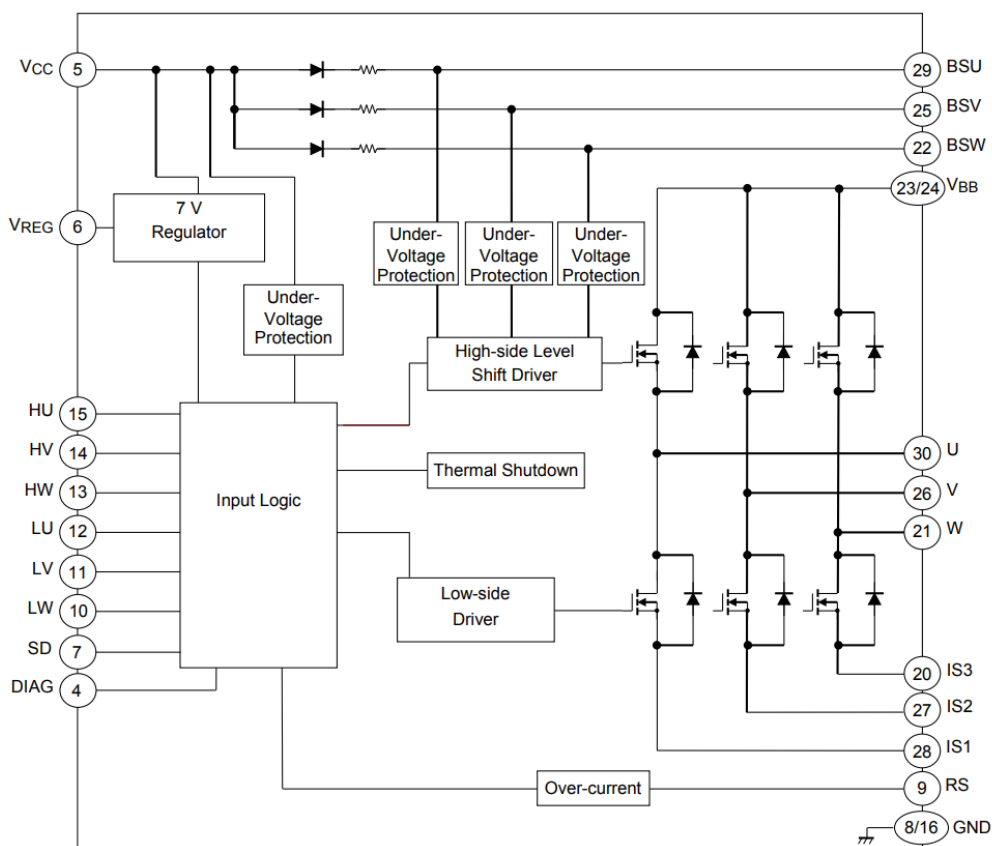 VCC
5
29
BSU
25
BSV
22
BSW
23/24
VBB
7 V
Regulator
VREG
6
Under-
Voltage
Protection
Under-
Voltage
Protection
Under-
Voltage
Protection
Under-
Voltage
Protection
High-side Level
Shift Driver
HU
15
HV
14
HW
13
LU
12
LV
11
LW
10
SD
7
DIAG
4
Input Logic
Thermal Shutdown
Low-side
Driver
30
U
26
V
21
W
20
IS3
27
IS2
28
IS1
Over-current
9
RS
8/16
GND